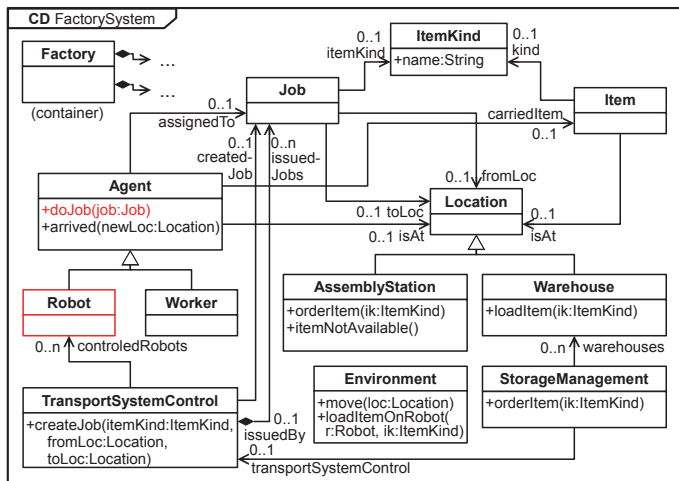 CD FactorySystem
Factory
...
...
(container)
0..1
itemKind
ItemKind
+name:String
0..1
kind
Job
Item
0..1
assignedTo
carriedItem
0..1
0..1
created-
Job
0..n
issued-
Jobs
0..1
fromLoc
Agent
+doJob(job:Job)
+arrived(newLoc:Location)
Location
0..1
toLoc
0..1
isAt
0..1
isAt
Robot
Worker
AssemblyStation
+orderItem(ik:ItemKind)
+itemNotAvailable()
Warehouse
+loadItem(ik:ItemKind)
0..n
controledRobots
0..n
warehouses
TransportSystemControl
+createJob(itemKind:ItemKind,
fromLoc:Location,
toLoc:Location)
0..1
issuedBy
Environment
+move(loc:Location)
+loadItemOnRobot(
r:Robot, ik:ItemKind)
StorageManagement
+orderItem(ik:ItemKind)
0..1
transportSystemControl